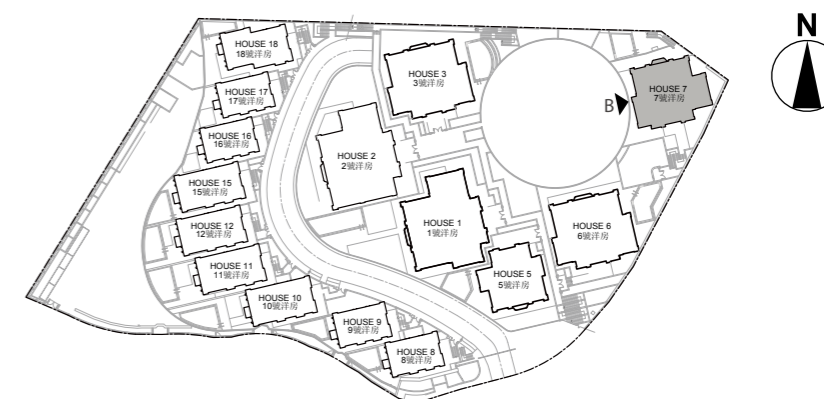 N
HOUSE 18
18號洋房
HOUSE 17
17號洋房
HOUSE 16
16號洋房
HOUSE 15
15號洋房
HOUSE 12
12號洋房
HOUSE 11
11號洋房
HOUSE 10
10號洋房
HOUSE 9
9號洋房
HOUSE 8
8號洋房
HOUSE 3
3號洋房
HOUSE 2
2號洋房
HOUSE 1
1號洋房
HOUSE 5
5號洋房
HOUSE 6
6號洋房
HOUSE 7
7號洋房
B